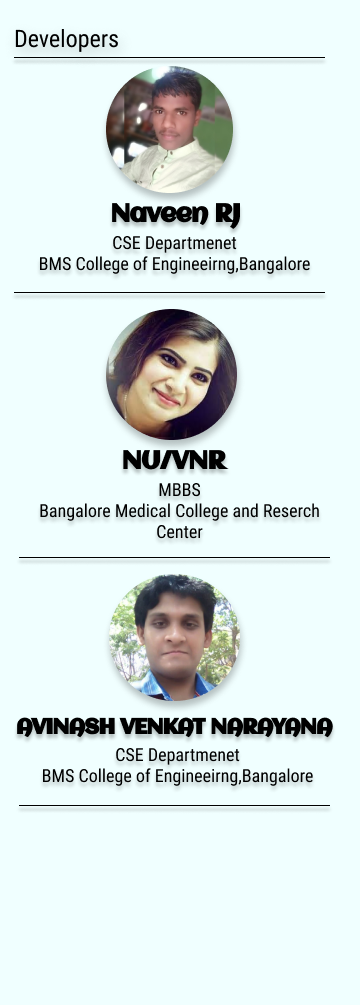 Developers
Naveen RJ
CSE Departmenet
BMS College of Engineeirng,Bangalore
NU/VNR
MBBS
Bangalore Medical College and Reserch
Center
AVINASH VENKAT NARAYANA
CSE Departmenet
BMS College of Engineeirng,Bangalore